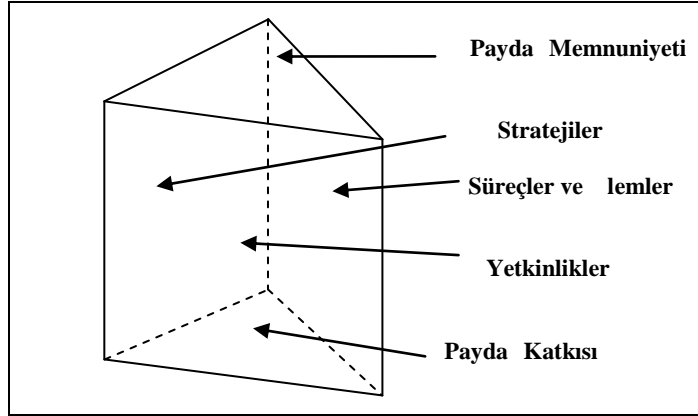 Payda Memnuniyeti
Stratejiler
Süreçler ve lemler
Yetkinlikler
Payda Katkısı